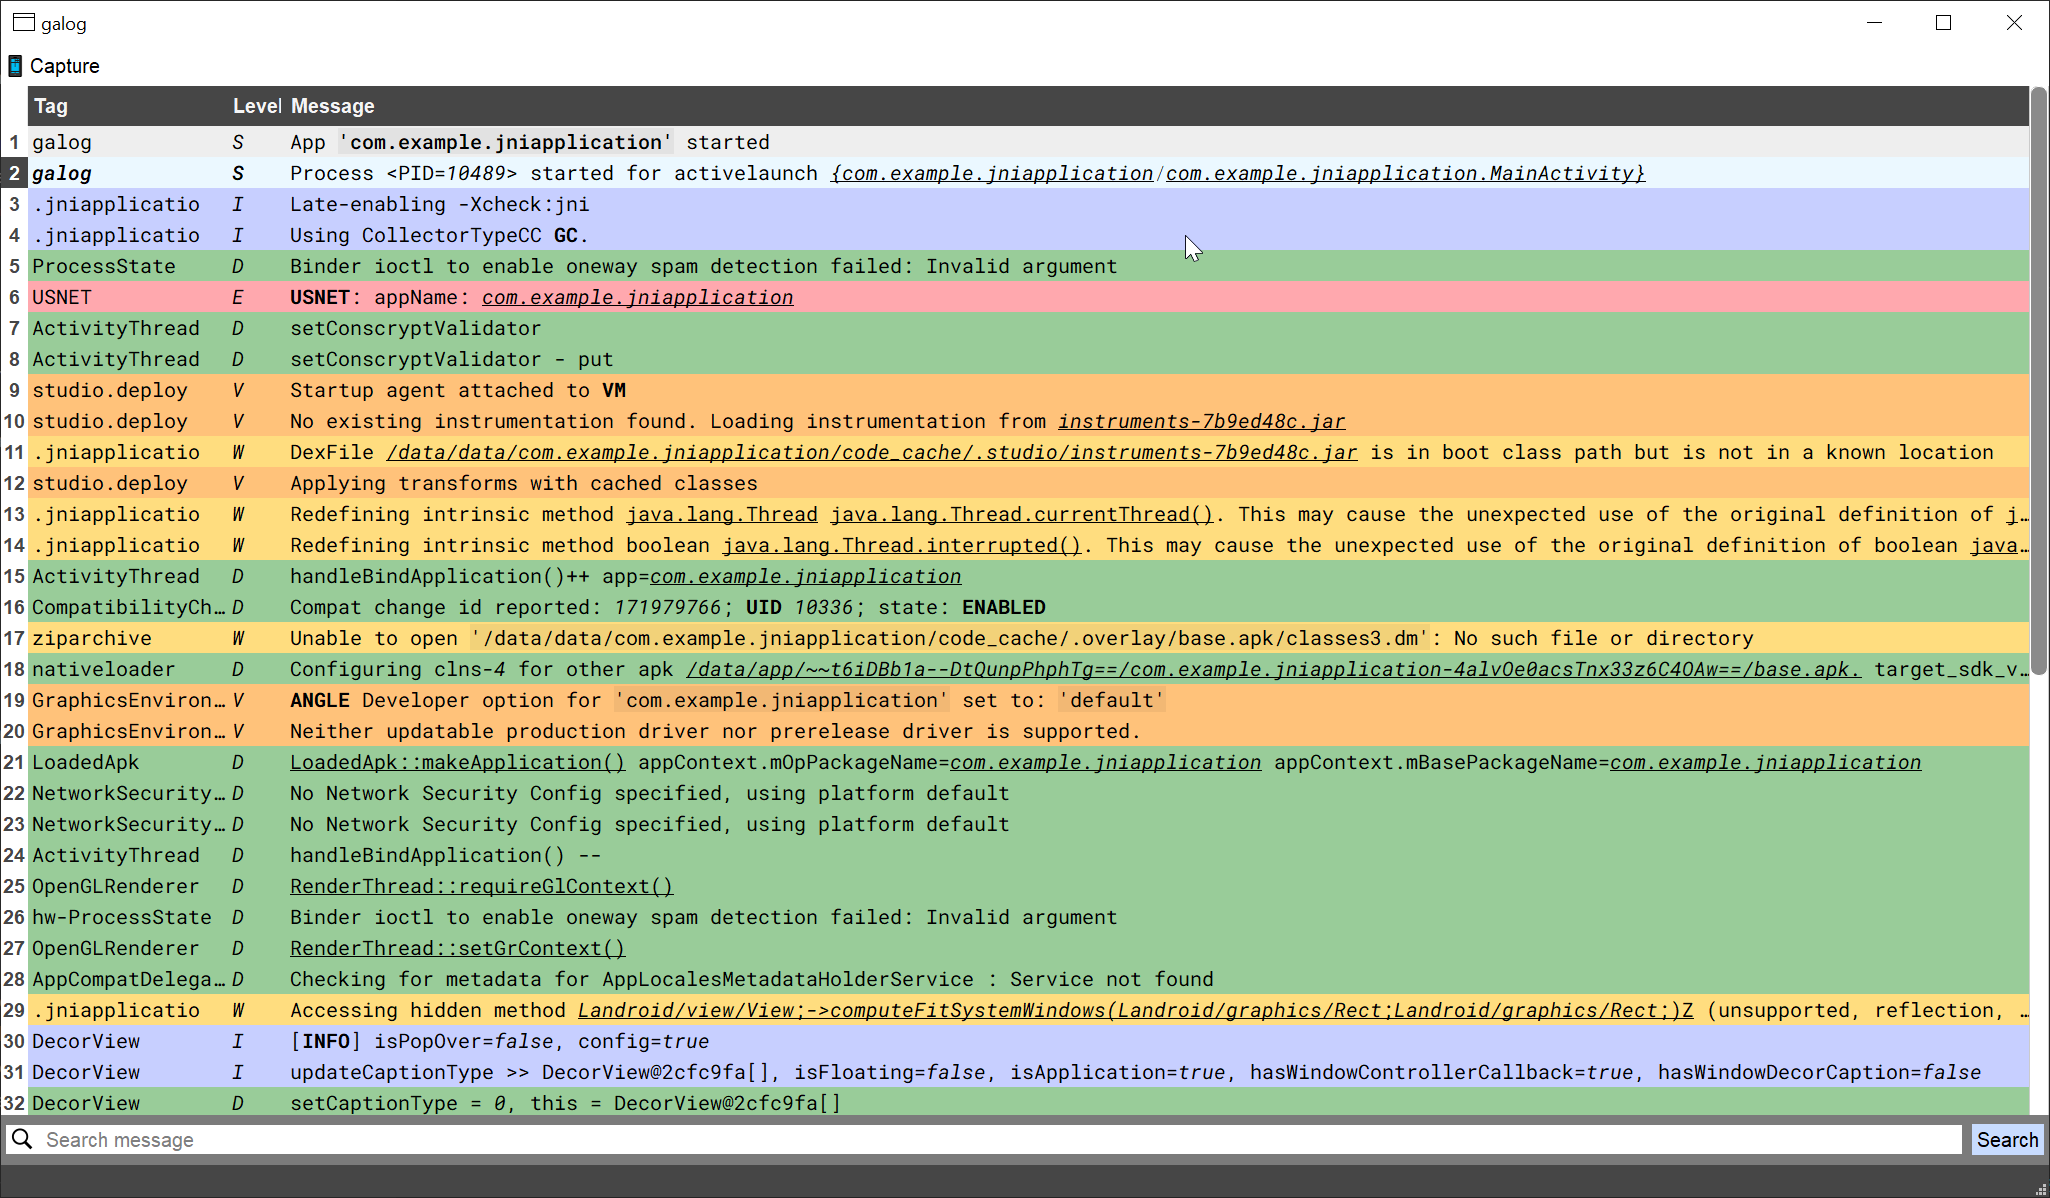 galog
Capture
Tag Level Message
1 galog S App 'com.example.jniapplication' started
2 galog S Process <PID=10489> started for activelaunch {com.example.jniapplication/com.example.jniapplication.MainActivity}
3 .jniapplicatio I Late-enabling -Xcheck:jni
4 .jniapplicatio I Using CollectorTypeCC GC.
5 ProcessState D Binder ioctl to enable oneway spam detection failed: Invalid argument
6 USNET E USNET: appName: com.example.jniapplication
7 ActivityThread D setConscryptValidator
8 ActivityThread D setConscryptValidator - put
9 studio.deploy V Startup agent attached to VM
10 studio.deploy V No existing instrumentation found. Loading instrumentation from instruments-7b9ed48c.jar
11 .jniapplicatio W DexFile /data/data/com.example.jniapplication/code_cache/.studio/instruments-7b9ed48c.jar is in boot class path but is not in a known location
12 studio.deploy V Applying transforms with cached classes
13 .jniapplicatio W Redefining intrinsic method java.lang.Thread java.lang.Thread.currentThread(). This may cause the unexpected use of the original definition of j…
14 .jniapplicatio W Redefining intrinsic method boolean java.lang.Thread.interrupted(). This may cause the unexpected use of the original definition of boolean java…
15 ActivityThread D handleBindApplication()++ app=com.example.jniapplication
16 CompatibilityCh… D Compat change id reported: 171979766; UID 10336; state: ENABLED
17 ziparchive W Unable to open '/data/data/com.example.jniapplication/code_cache/.overlay/base.apk/classes3.dm': No such file or directory
18 nativeloader D Configuring clns-4 for other apk /data/app/~~t6iDBb1a--DtQunpPhphTg==/com.example.jniapplication-4alvOe0acsTnx33z6C4OAw==/base.apk. target_sdk_v…
19 GraphicsEnviron… V ANGLE Developer option for 'com.example.jniapplication' set to: 'default'
20 GraphicsEnviron… V Neither updatable production driver nor prerelease driver is supported.
21 LoadedApk D LoadedApk::makeApplication() appContext.mOpPackageName=com.example.jniapplication appContext.mBasePackageName=com.example.jniapplication
22 NetworkSecurity… D No Network Security Config specified, using platform default
23 NetworkSecurity… D No Network Security Config specified, using platform default
24 ActivityThread D handleBindApplication() --
25 OpenGLRenderer D RenderThread::requireGlContext()
26 hw-ProcessState D Binder ioctl to enable oneway spam detection failed: Invalid argument
27 OpenGLRenderer D RenderThread::setGrContext()
28 AppCompatDelega… D Checking for metadata for AppLocalesMetadataHolderService : Service not found
29 .jniapplicatio W Accessing hidden method Landroid/view/View;->computeFitSystemWindows(Landroid/graphics/Rect;Landroid/graphics/Rect;)Z (unsupported, reflection, …
30 DecorView I [INFO] isPopOver=false, config=true
31 DecorView I updateCaptionType >> DecorView@2cfc9fa[], isFloating=false, isApplication=true, hasWindowControllerCallback=true, hasWindowDecorCaption=false
32 DecorView D setCaptionType = 0, this = DecorView@2cfc9fa[]
Search message Search